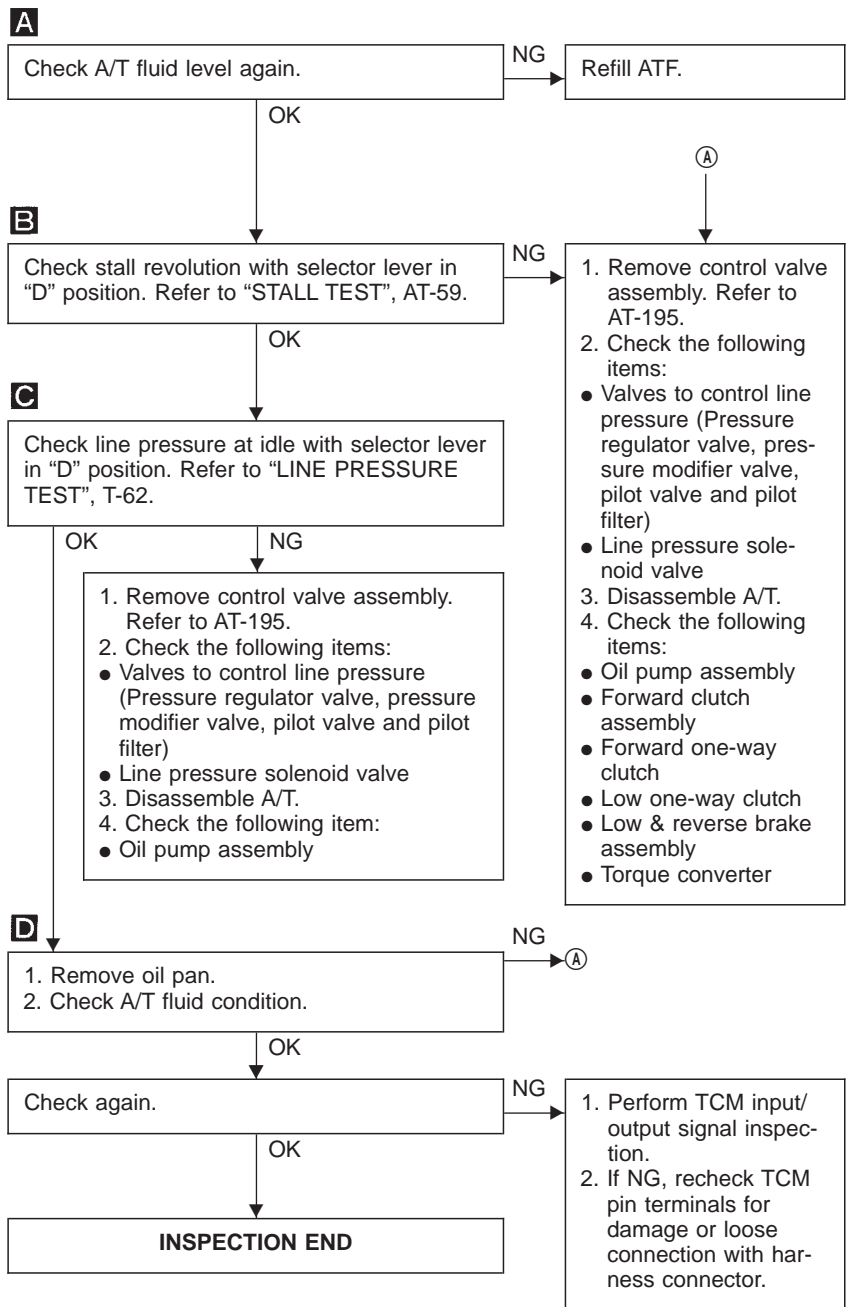 A
Check A/T fluid level again.
NG
Refill ATF.
OK
Ⓐ
B
Check stall revolution with selector lever in
“D” position. Refer to “STALL TEST”, AT-59.
NG
1. Remove control valve
assembly. Refer to
AT-195.
2. Check the following
items:
● Valves to control line
pressure (Pressure
regulator valve, pres-
sure modifier valve,
pilot valve and pilot
filter)
● Line pressure sole-
noid valve
3. Disassemble A/T.
4. Check the following
items:
● Oil pump assembly
● Forward clutch
assembly
● Forward one-way
clutch
● Low one-way clutch
● Low & reverse brake
assembly
● Torque converter
OK
C
Check line pressure at idle with selector lever
in “D” position. Refer to “LINE PRESSURE
TEST”, T-62.
OK
NG
1. Remove control valve assembly.
Refer to AT-195.
2. Check the following items:
● Valves to control line pressure
(Pressure regulator valve, pressure
modifier valve, pilot valve and pilot
filter)
● Line pressure solenoid valve
3. Disassemble A/T.
4. Check the following item:
● Oil pump assembly
D
1. Remove oil pan.
2. Check A/T fluid condition.
NG
Ⓐ
OK
Check again.
NG
1. Perform TCM input/
output signal inspec-
tion.
2. If NG, recheck TCM
pin terminals for
damage or loose
connection with har-
ness connector.
OK
INSPECTION END